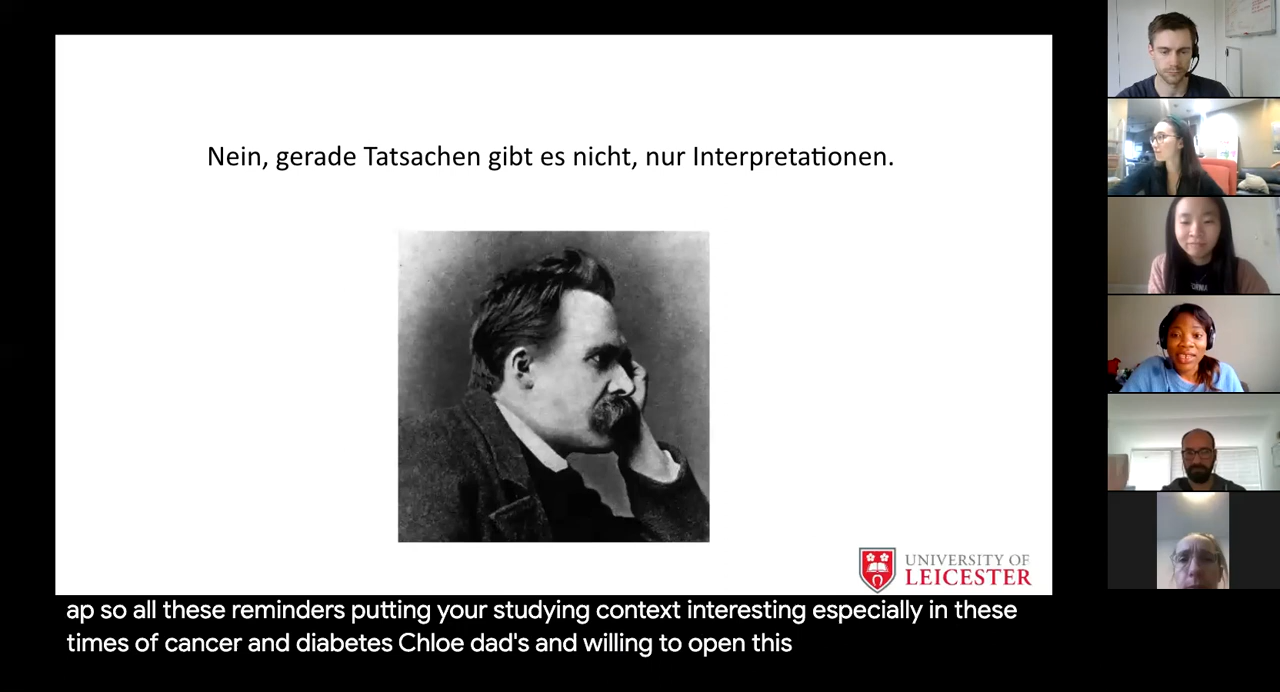 Nein, gerade Tatsachen gibt es nicht, nur Interpretationen.
UNIVERSITY OF
LEICESTER
ap so all these reminders putting your studying context interesting especially in these
times of cancer and diabetes Chloe dad's and willing to open this